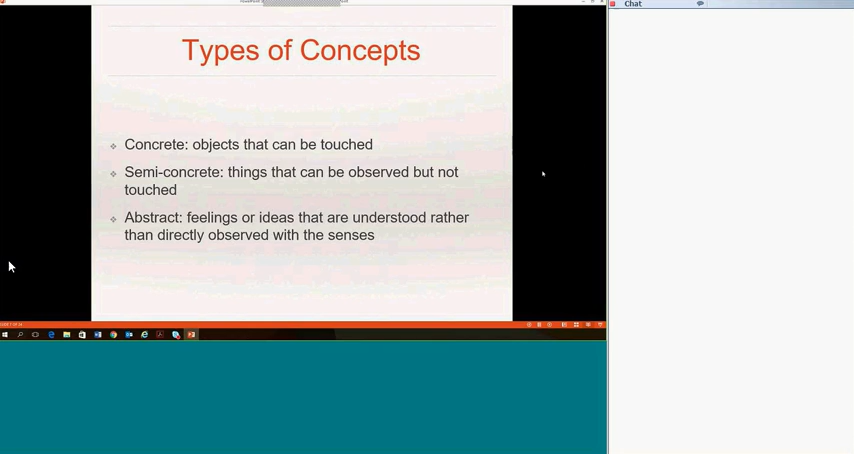 Chat
Types of Concepts
Concrete: objects that can be touched
Semi-concrete: things that can be observed but not
touched
Abstract: feelings or ideas that are understood rather
than directly observed with the senses